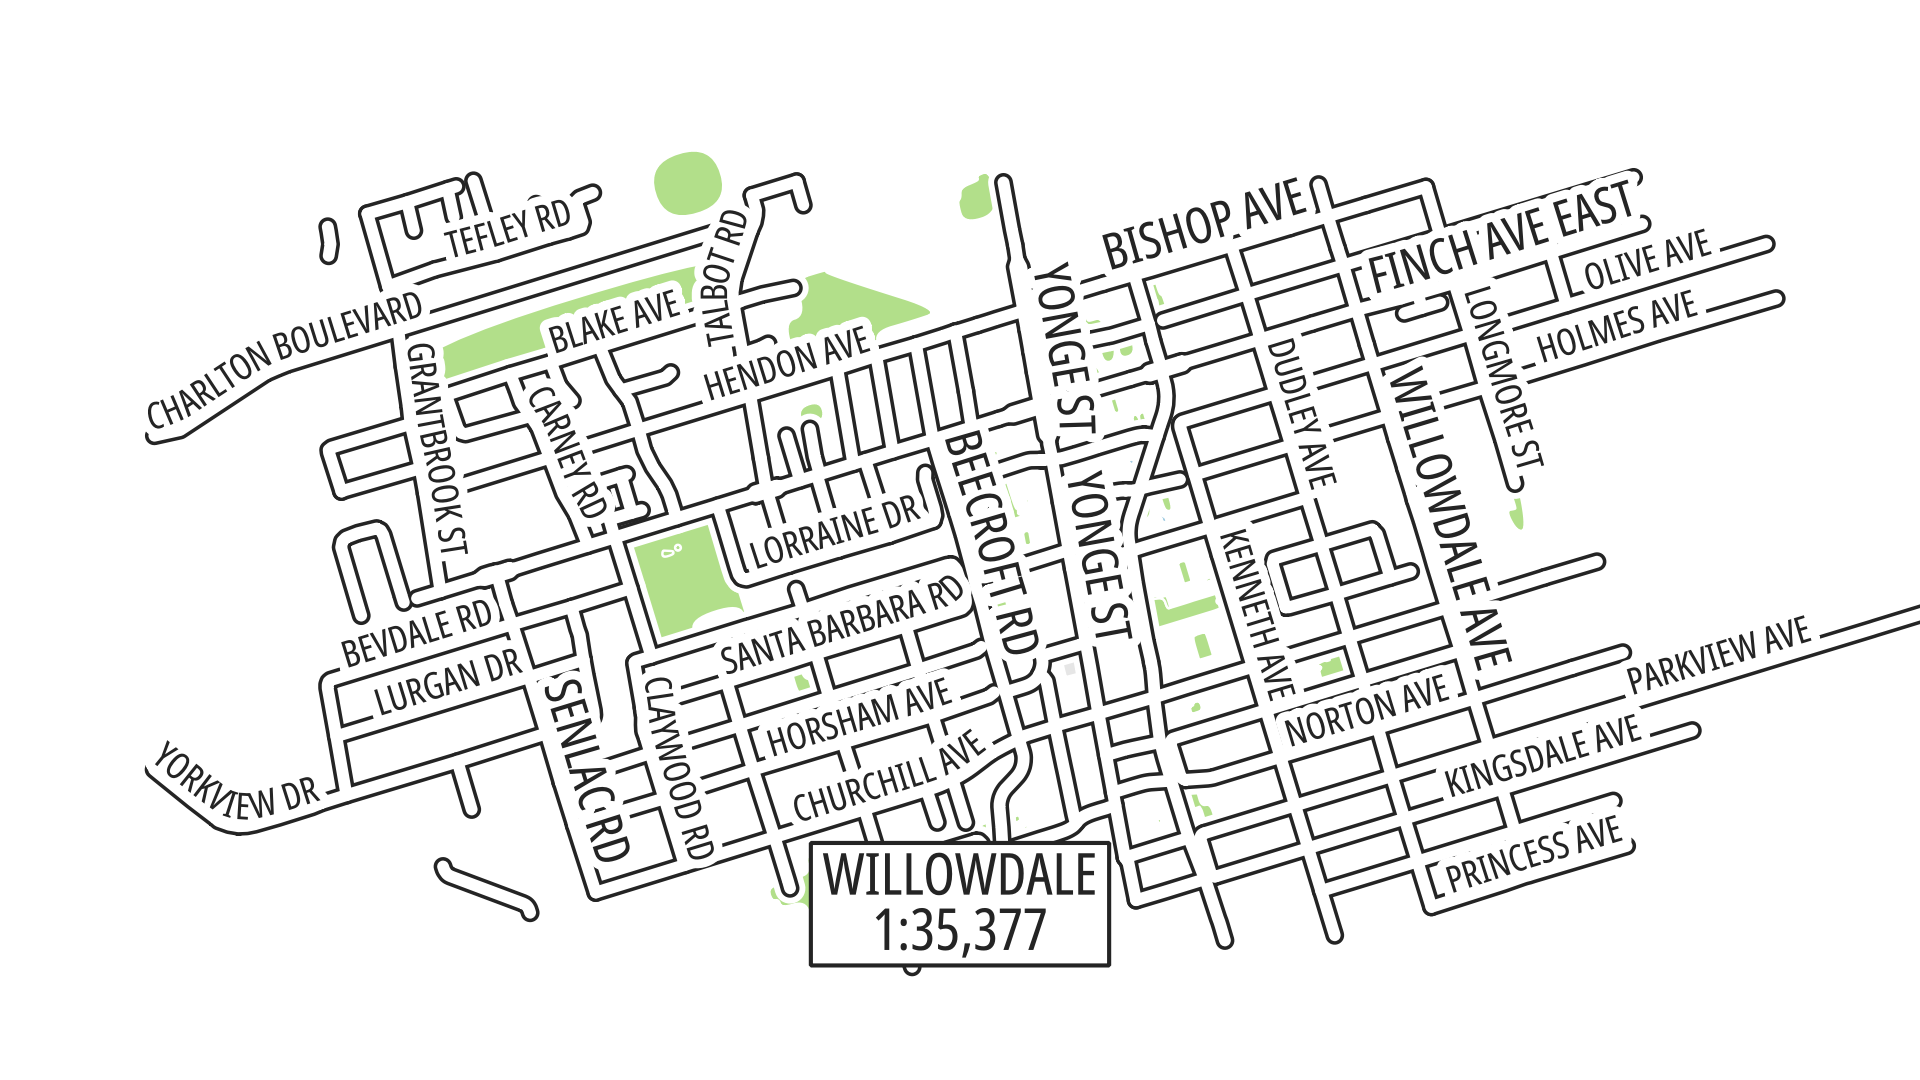 TEFLEY RD
CHARLTON BOULEVARD
BLAKE AVE
TALBOT RD
HENDON AVE
GRANTBROOK ST
CARNEY RD
YONGE ST
BISHOP AVE
FINCH AVE EAST
OLIVE AVE
HOLMES AVE
LONGMORE ST
DUDLEY AVE
WILLOWDALE AVE
BEECROFT RD
YONGE ST
LORRAINE DR
KENNETH AVE
BEVDALE RD
LURGAN DR
SANTA BARBARA RD
SENLAC RD
CLAYWOOD RD
HORSHAM AVE
CHURCHILL AVE
NORTON AVE
PARKVIEW AVE
KINGSDALE AVE
PRINCESS AVE
YORKVIEW DR
WILLOWDALE
1:35,377